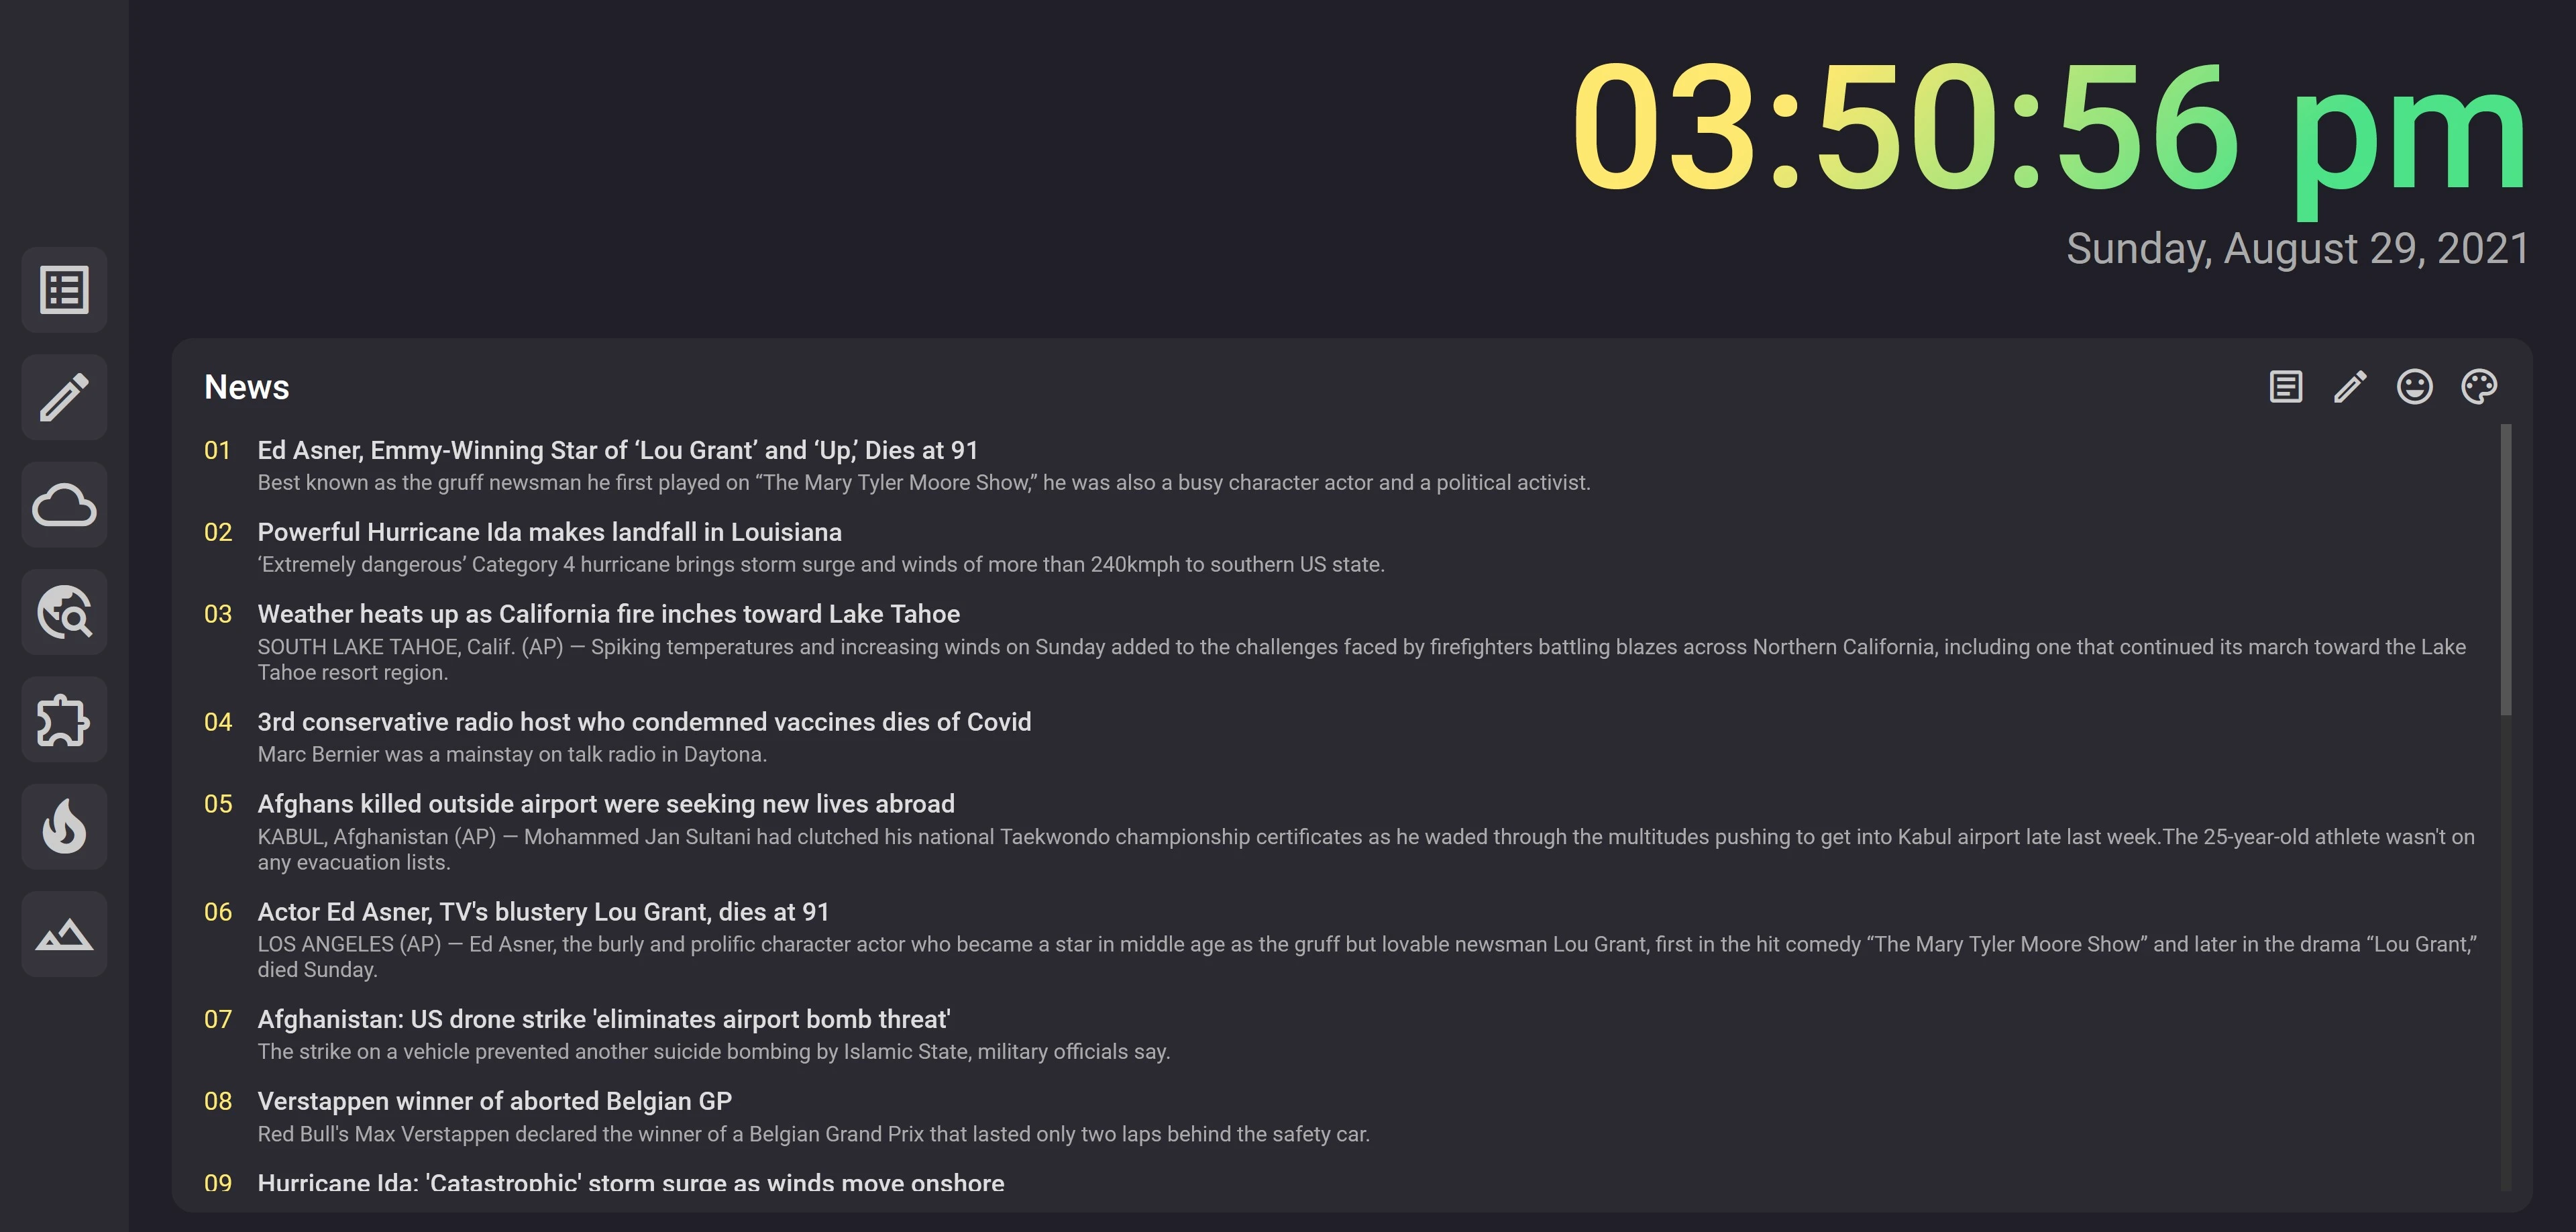 03:50:56 pm
Sunday, August 29, 2021
News
01 Ed Asner, Emmy-Winning Star of ‘Lou Grant’ and ‘Up,’ Dies at 91
Best known as the gruff newsman he first played on “The Mary Tyler Moore Show,” he was also a busy character actor and a political activist.
02 Powerful Hurricane Ida makes landfall in Louisiana
‘Extremely dangerous’ Category 4 hurricane brings storm surge and winds of more than 240kmph to southern US state.
03 Weather heats up as California fire inches toward Lake Tahoe
SOUTH LAKE TAHOE, Calif. (AP) — Spiking temperatures and increasing winds on Sunday added to the challenges faced by firefighters battling blazes across Northern California, including one that continued its march toward the Lake
Tahoe resort region.
04 3rd conservative radio host who condemned vaccines dies of Covid
Marc Bernier was a mainstay on talk radio in Daytona.
05 Afghans killed outside airport were seeking new lives abroad
KABUL, Afghanistan (AP) — Mohammed Jan Sultani had clutched his national Taekwondo championship certificates as he waded through the multitudes pushing to get into Kabul airport late last week.The 25-year-old athlete wasn't on
any evacuation lists.
06 Actor Ed Asner, TV's blustery Lou Grant, dies at 91
LOS ANGELES (AP) — Ed Asner, the burly and prolific character actor who became a star in middle age as the gruff but lovable newsman Lou Grant, first in the hit comedy “The Mary Tyler Moore Show” and later in the drama “Lou Grant,”
died Sunday.
07 Afghanistan: US drone strike 'eliminates airport bomb threat'
The strike on a vehicle prevented another suicide bombing by Islamic State, military officials say.
08 Verstappen winner of aborted Belgian GP
Red Bull's Max Verstappen declared the winner of a Belgian Grand Prix that lasted only two laps behind the safety car.
09 Hurricane Ida: 'Catastrophic' storm surge as winds move onshore